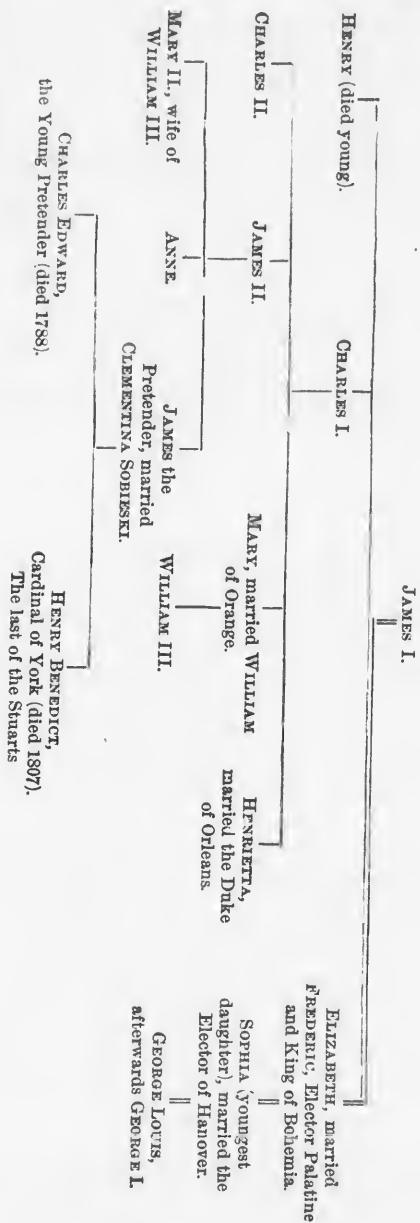 JAMES I.
HENRY (died young).
CHARLES I.
ELIZABETH, married
FREDERIC, Elector Palatine
and King of Bohemia.
CHARLES II.
JAMES II.
MARY, married WILLIAM
of Orange.
HENRIETTA,
married the Duke
of Orleans.
SOPHIA (youngest
daughter), married the
Elector of Hanover.
MARY II., wife of
WILLIAM III.
ANNE
JAMES the
Pretender, married
CLEMENTINA SOBIESKI.
WILLIAM III.
GEORGE LOUIS,
afterwards GEORGE I.
CHARLES EDWARD,
the Young Pretender (died 1788).
HENRY BENEDICT,
Cardinal of York (died 1807).
The last of the Stuarts